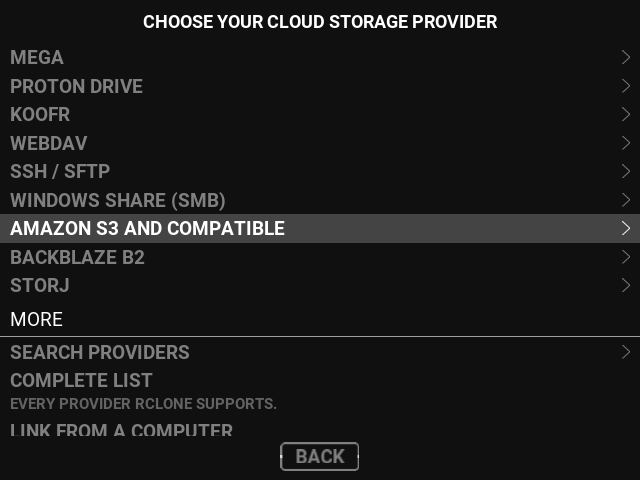 CHOOSE YOUR CLOUD STORAGE PROVIDER
MEGA
PROTON DRIVE
KOOFR
WEBDAV
SSH / SFTP
WINDOWS SHARE (SMB)
AMAZON S3 AND COMPATIBLE
BACKBLAZE B2
STORJ
MORE
SEARCH PROVIDERS
COMPLETE LIST
EVERY PROVIDER RCLONE SUPPORTS.
LINK FROM A COMPUTER
BACK